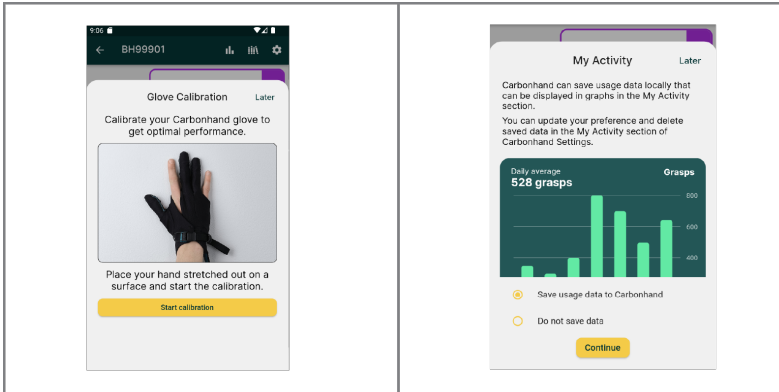 9:06
BH99901
Glove Calibration
Later
Calibrate your Carbonhand glove to
get optimal performance.
Place your hand stretched out on a
surface and start the calibration.
Start calibration
My Activity
Later
Carbonhand can save usage data locally that
can be displayed in graphs in the My Activity
section.
You can update your preference and delete
saved data in the My Activity section of
Carbonhand Settings.
Daily average
Grasps
528 grasps
800
600
400
Save usage data to Carbonhand
Do not save data
Continue